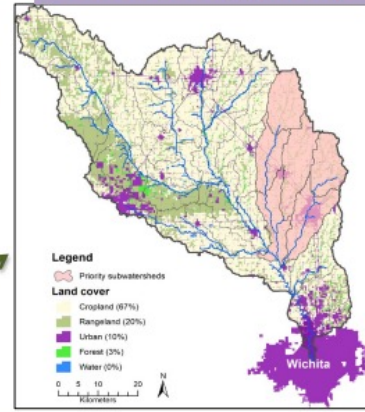 Legend
Priority subwatersheds
Land cover
Cropland (67%)
Rangeland (20%)
Urban (10%)
Forest (3%)
Water (0%)
0 5 10 20
Kilometers
N
Wichita